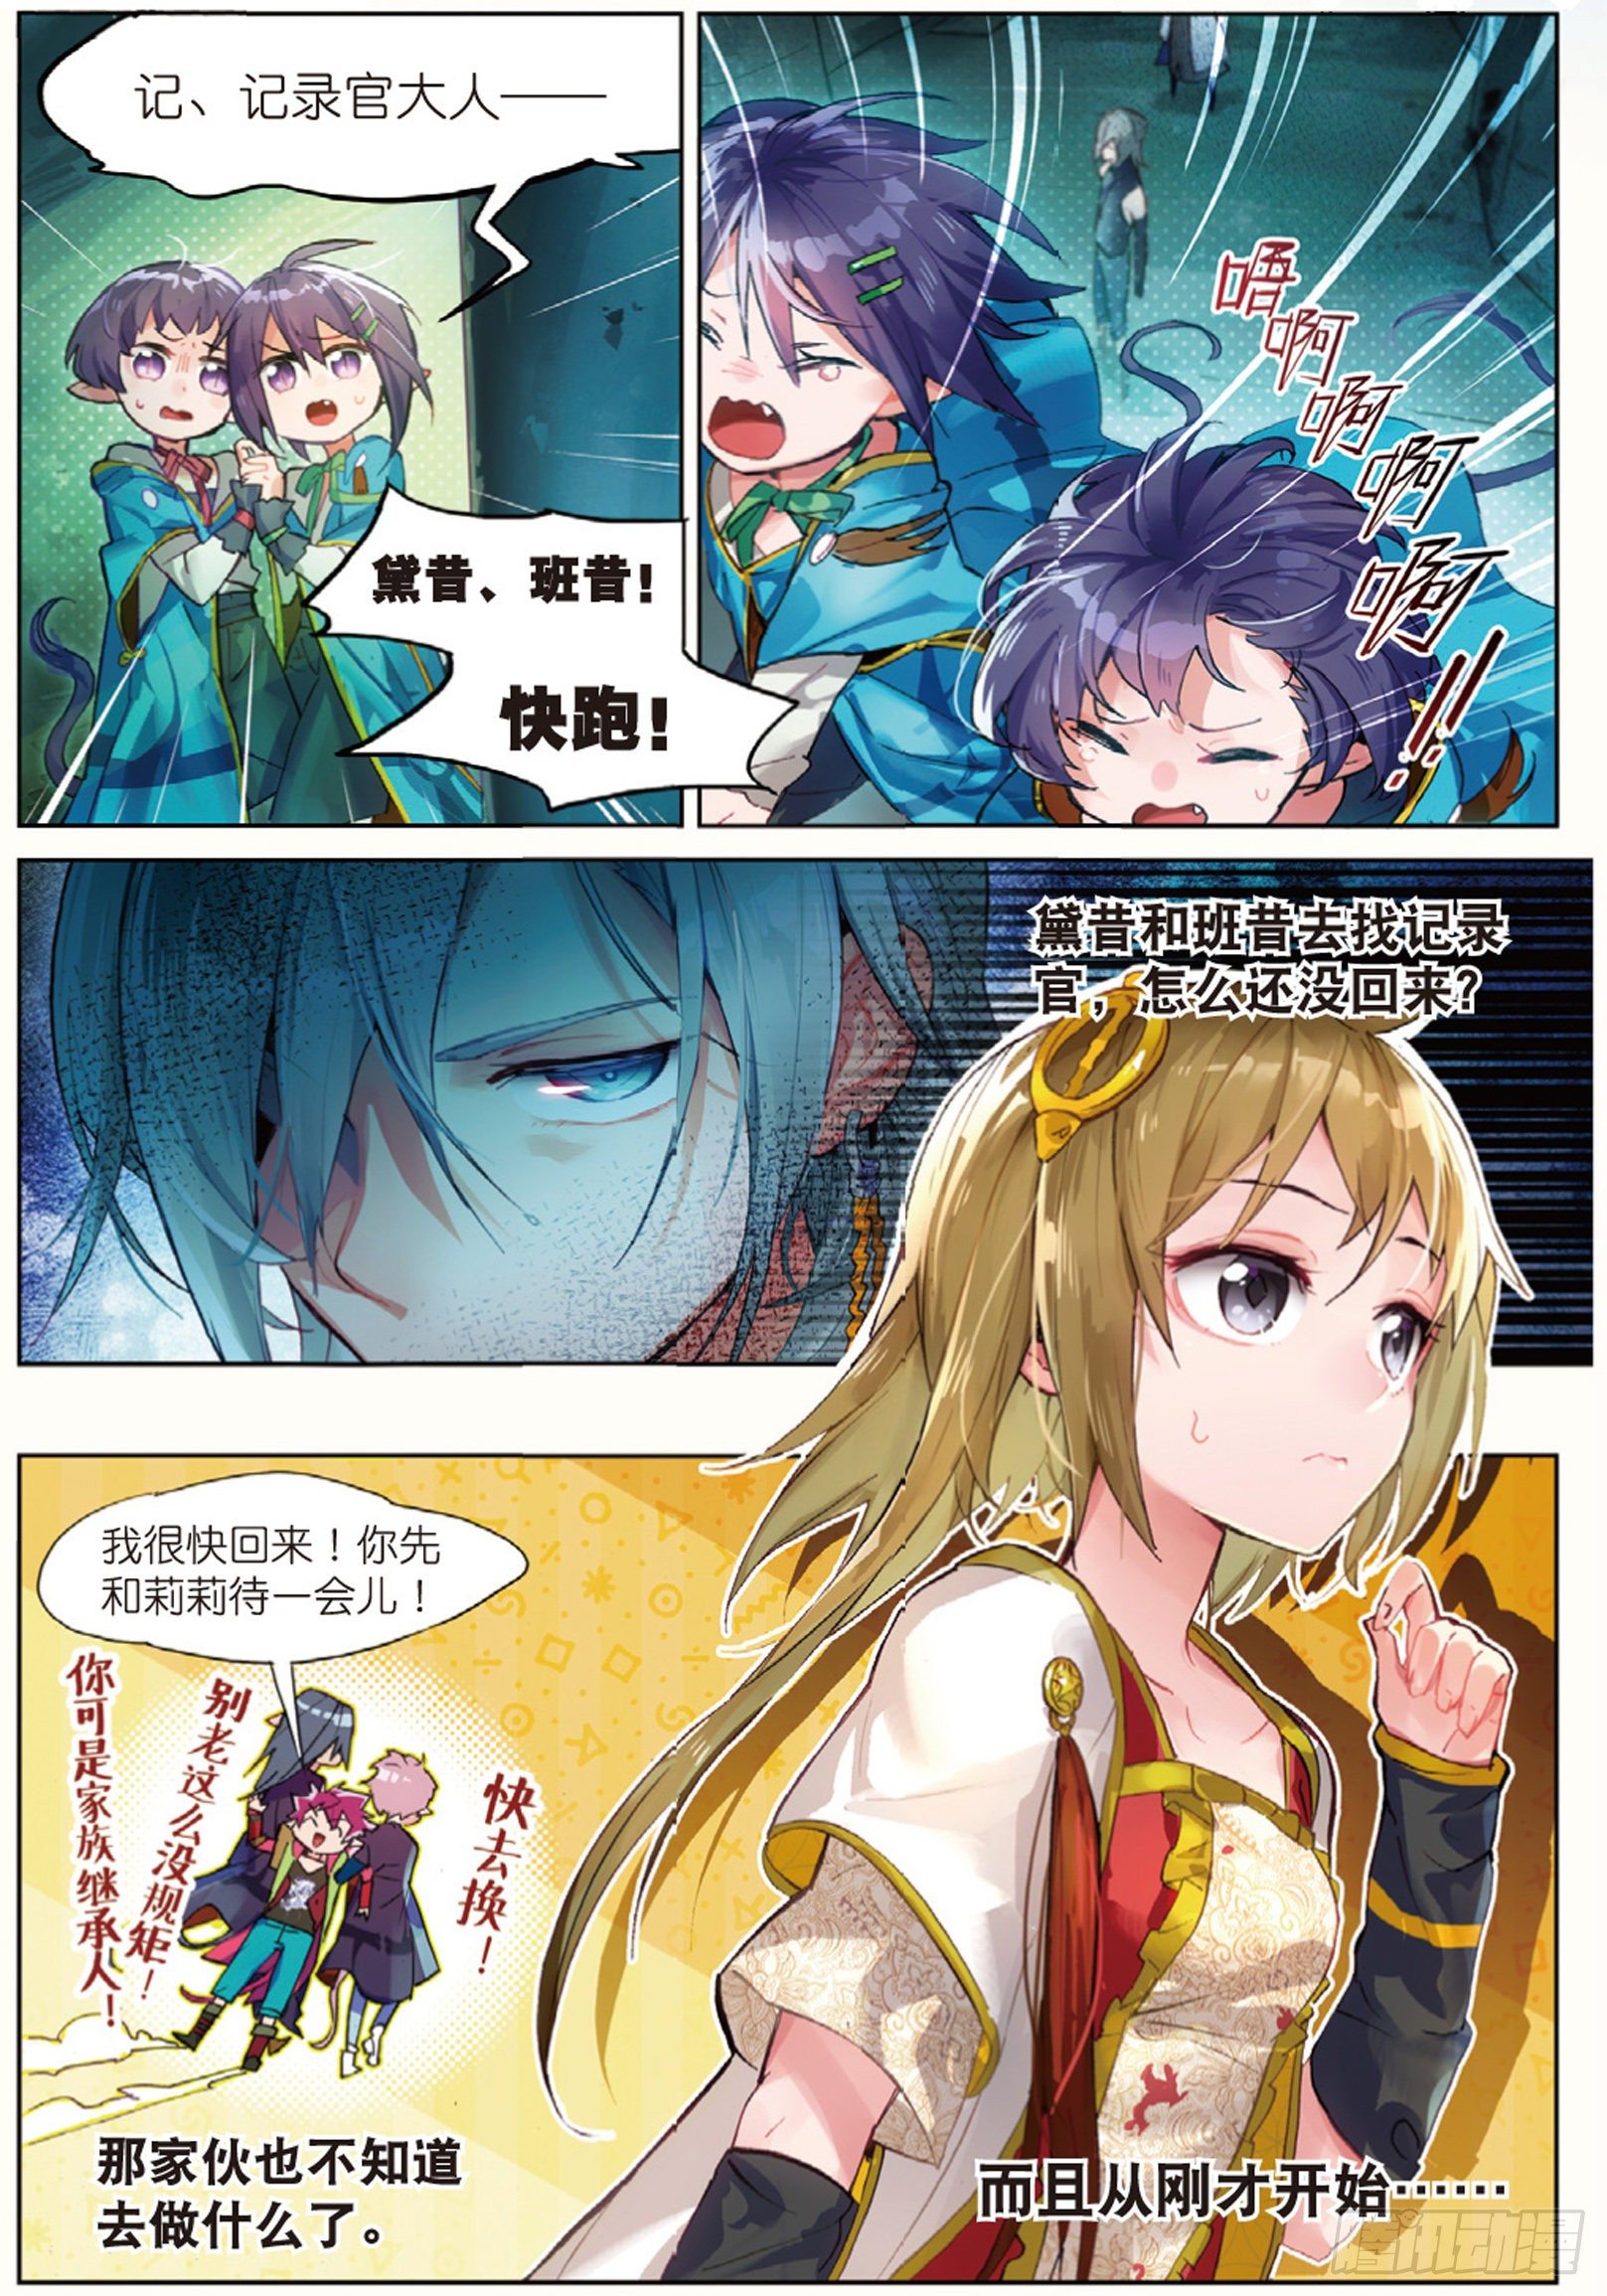 记、记录官大人——
黛昔、班昔！
快跑！
唔啊啊啊啊!!
黛昔和班昔去找记录
官，怎么还没回来？
我很快回来！你先
和莉莉待一会儿！
你可是家族继承人！
别老这么没规矩！
快去换！
那家伙也不知道
去做什么了。
而且从刚才开始……
腾讯动漫